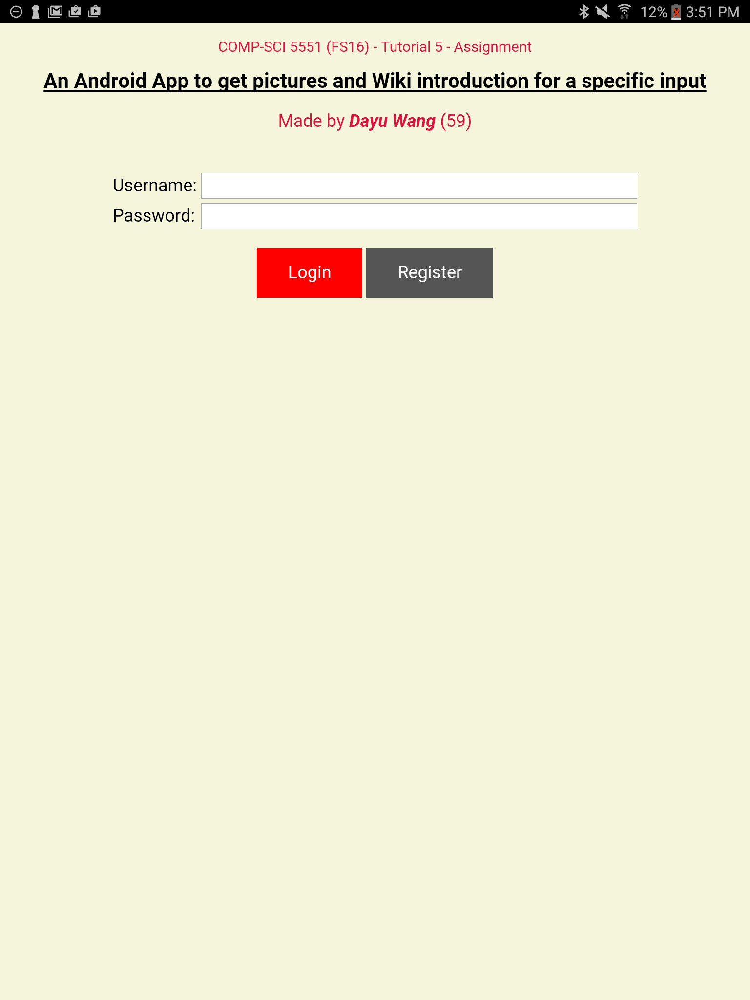 12% 3:51 PM
COMP-SCI 5551 (FS16) - Tutorial 5 - Assignment
An Android App to get pictures and Wiki introduction for a specific input
Made by Dayu Wang (59)
Username:
Password:
Login Register